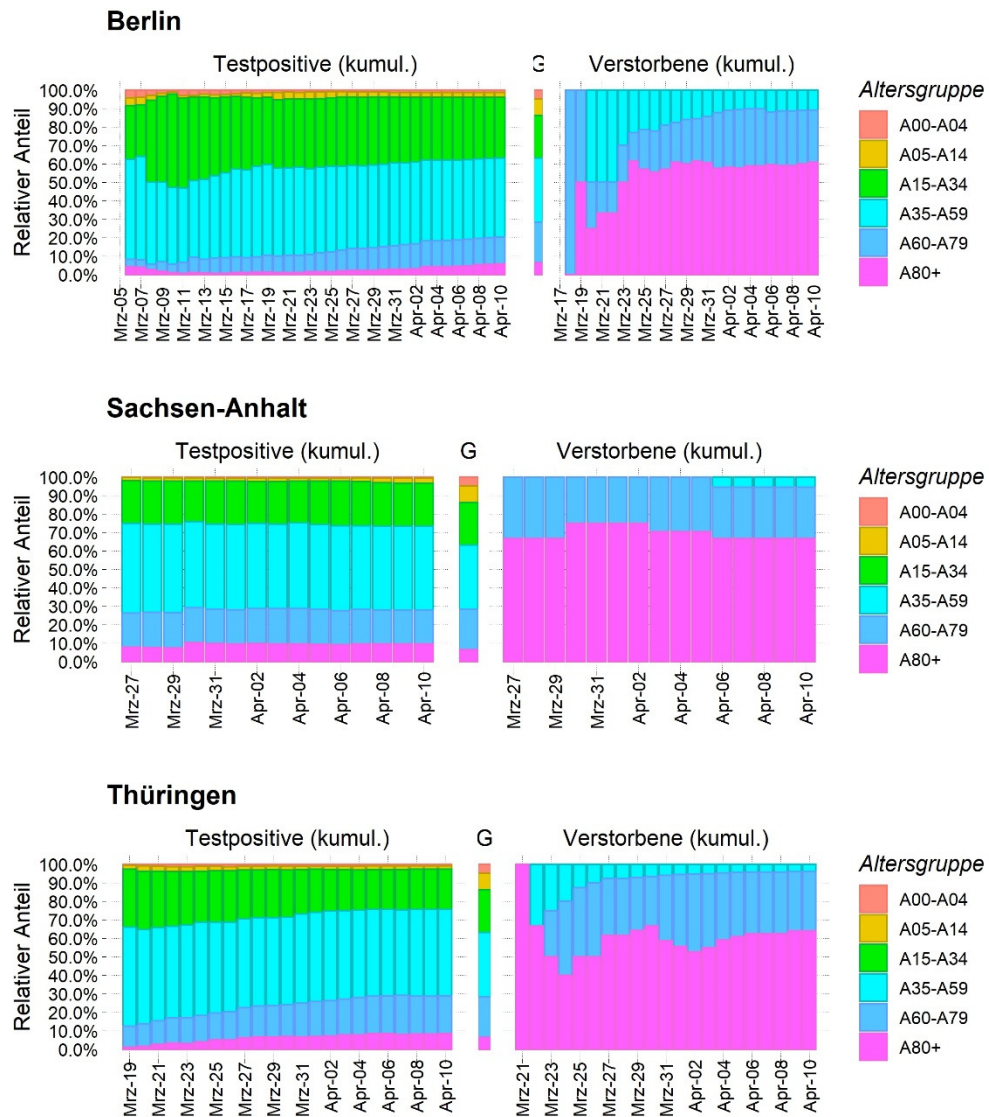 Berlin
Testpositive (kumul.) G Verstorbene (kumul.)
Relativer Anteil
100.0%
90.0%
80.0%
70.0%
60.0%
50.0%
40.0%
30.0%
20.0%
10.0%
0.0%
Mrz-05 Mrz-07 Mrz-09 Mrz-11 Mrz-13 Mrz-15 Mrz-17 Mrz-19 Mrz-21 Mrz-23 Mrz-25 Mrz-27 Mrz-29 Mrz-31 Apr-02 Apr-04 Apr-06 Apr-08 Apr-10
Mrz-17 Mrz-19 Mrz-21 Mrz-23 Mrz-25 Mrz-27 Mrz-29 Mrz-31 Apr-02 Apr-04 Apr-06 Apr-08 Apr-10
Altersgruppe
A00-A04
A05-A14
A15-A34
A35-A59
A60-A79
A80+
Sachsen-Anhalt
Testpositive (kumul.) G Verstorbene (kumul.)
Relativer Anteil
100.0%
90.0%
80.0%
70.0%
60.0%
50.0%
40.0%
30.0%
20.0%
10.0%
0.0%
Mrz-27 Mrz-29 Mrz-31 Apr-02 Apr-04 Apr-06 Apr-08 Apr-10
Mrz-27 Mrz-29 Mrz-31 Apr-02 Apr-04 Apr-06 Apr-08 Apr-10
Altersgruppe
A00-A04
A05-A14
A15-A34
A35-A59
A60-A79
A80+
Thüringen
Testpositive (kumul.) G Verstorbene (kumul.)
Relativer Anteil
100.0%
90.0%
80.0%
70.0%
60.0%
50.0%
40.0%
30.0%
20.0%
10.0%
0.0%
Mrz-19 Mrz-21 Mrz-23 Mrz-25 Mrz-27 Mrz-29 Mrz-31 Apr-02 Apr-04 Apr-06 Apr-08 Apr-10
Mrz-21 Mrz-23 Mrz-25 Mrz-27 Mrz-29 Mrz-31 Apr-02 Apr-04 Apr-06 Apr-08 Apr-10
Altersgruppe
A00-A04
A05-A14
A15-A34
A35-A59
A60-A79
A80+